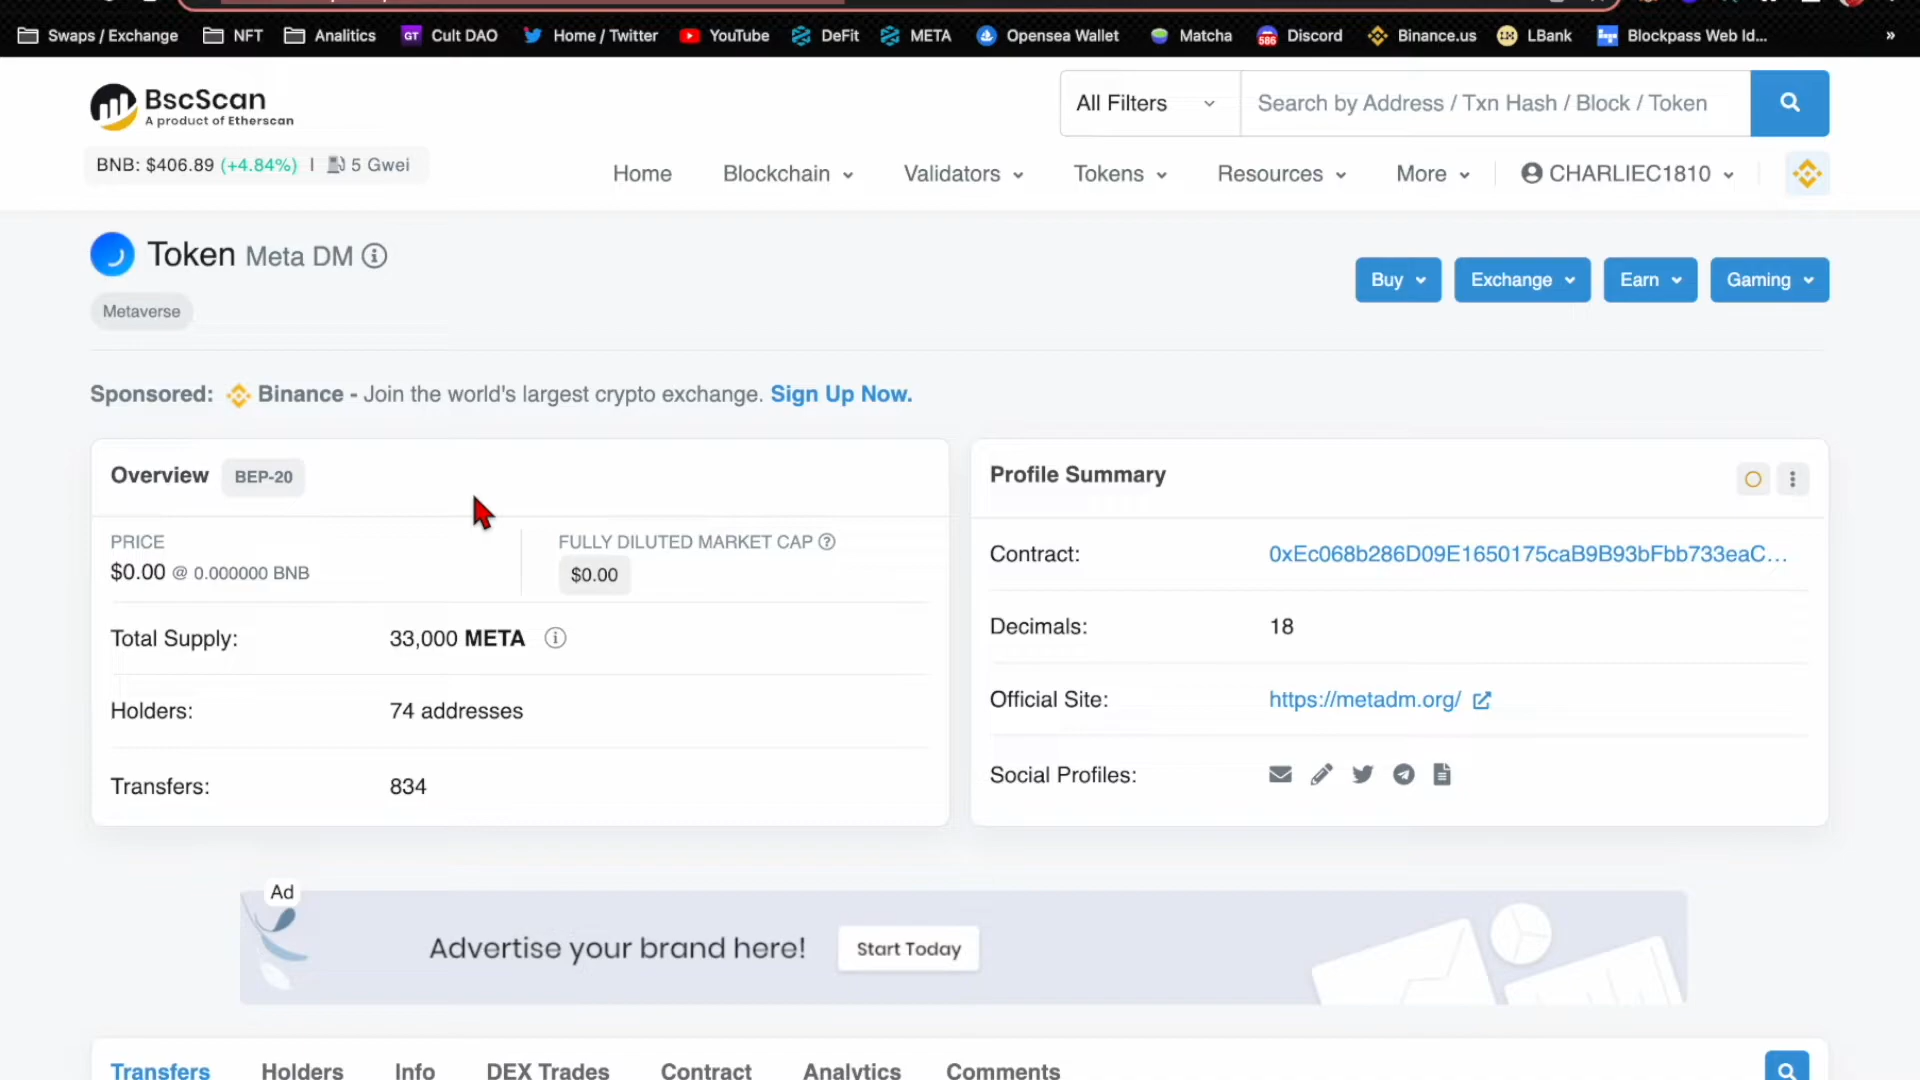 Swaps / Exchange NFT Analitics GT Cult DAO Home / Twitter YouTube DeFit META Opensea Wallet Matcha 586 Discord Binance.us LBank Blockpass Web Id... »
BscScan
A product of Etherscan
All Filters Search by Address / Txn Hash / Block / Token
BNB: $406.89 (+4.84%) | 5 Gwei
Home Blockchain Validators Tokens Resources More CHARLIEC1810
Token Meta DM
Metaverse
Buy Exchange Earn Gaming
Sponsored: Binance - Join the world's largest crypto exchange. Sign Up Now.
Overview BEP-20
PRICE
$0.00 @ 0.000000 BNB
FULLY DILUTED MARKET CAP
$0.00
Total Supply: 33,000 META
Holders: 74 addresses
Transfers: 834
Profile Summary
Contract: 0xEc068b286D09E1650175caB9B93bFbb733eaC...
Decimals: 18
Official Site: https://metadm.org/
Social Profiles:
Ad
Advertise your brand here! Start Today
Transfers Holders Info DEX Trades Contract Analytics Comments